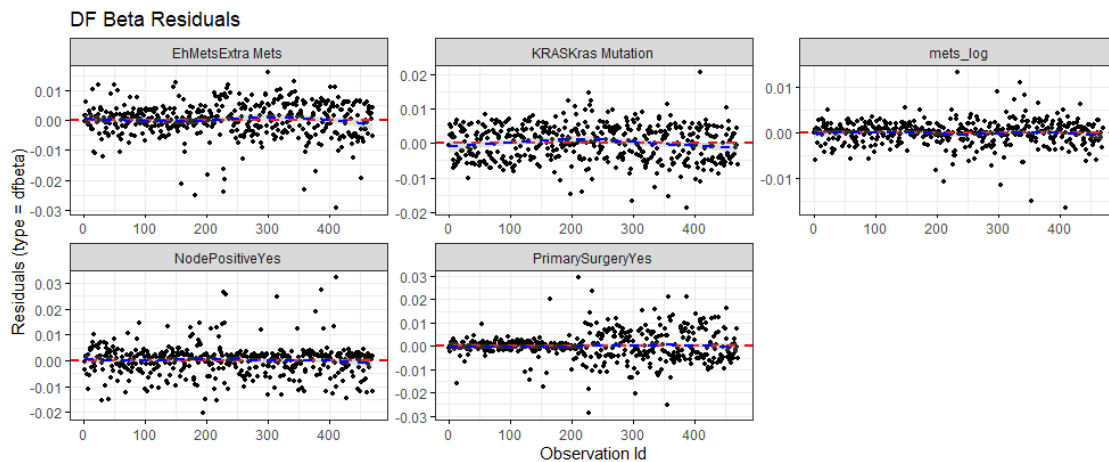 DF Beta Residuals
EhMetsExtra Mets
KRASKras Mutation
mets_log
0.01
0.00
-0.01
-0.02
-0.03
0 100 200 300 400
0.02
0.01
0.00
-0.01
-0.02
0 100 200 300 400
0.01
0.00
-0.01
0 100 200 300 400
Residuals (type = dfbeta)
NodePositiveYes
PrimarySurgeryYes
0.03
0.02
0.01
0.00
-0.01
-0.02
0 100 200 300 400
0.03
0.02
0.01
0.00
-0.01
-0.02
-0.03
0 100 200 300 400
Observation Id